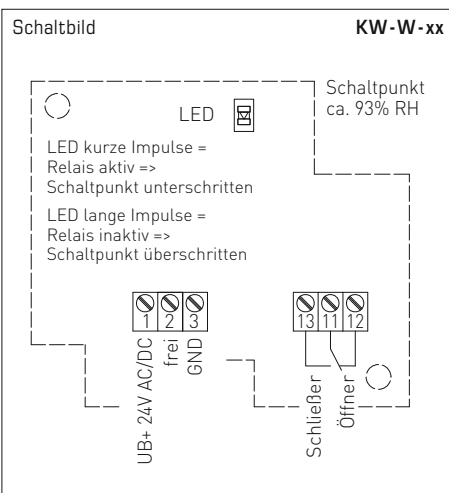 Schaltbild KW-W-xx
Schaltpunkt
ca. 93% RH
LED
LED kurze Impulse =
Relais aktiv =>
Schaltpunkt unterschritten
LED lange Impulse =
Relais inaktiv =>
Schaltpunkt überschritten
1 2 3
13 11 12
UB+ 24V AC/DC
frei
GND
Schließer
Öffner